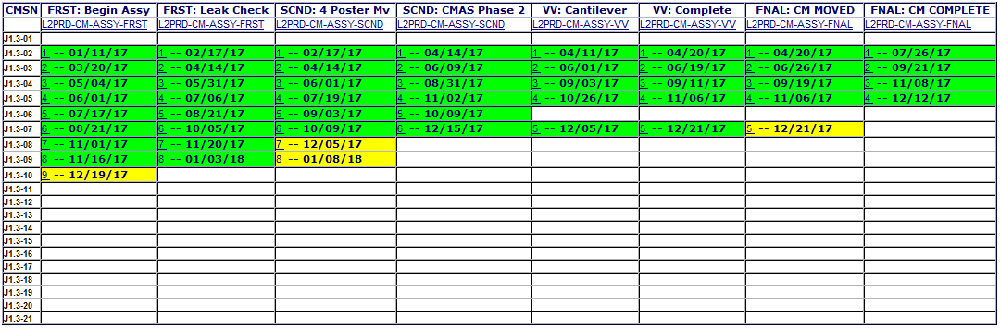 CMSN FRST: Begin Assy FRST: Leak Check SCND: 4 Poster Mv SCND: CMAS Phase 2 VV: Cantilever VV: Complete FNAL: CM MOVED FNAL: CM COMPLETE
L2PRD-CM-ASSY-FRST L2PRD-CM-ASSY-FRST L2PRD-CM-ASSY-SCND L2PRD-CM-ASSY-SCND L2PRD-CM-ASSY-VV L2PRD-CM-ASSY-VV L2PRD-CM-ASSY-FNAL L2PRD-CM-ASSY-FNAL
J1.3-01
J1.3-02 1 -- 01/11/17 1 -- 02/17/17 1 -- 02/17/17 1 -- 04/14/17 1 -- 04/11/17 1 -- 04/20/17 1 -- 04/20/17 1 -- 07/26/17
J1.3-03 2 -- 03/20/17 2 -- 04/14/17 2 -- 04/14/17 2 -- 06/09/17 2 -- 06/01/17 2 -- 06/19/17 2 -- 06/26/17 2 -- 09/21/17
J1.3-04 3 -- 05/04/17 3 -- 05/31/17 3 -- 06/01/17 3 -- 08/31/17 3 -- 09/03/17 3 -- 09/11/17 3 -- 09/19/17 3 -- 11/08/17
J1.3-05 4 -- 06/01/17 4 -- 07/06/17 4 -- 07/19/17 4 -- 11/02/17 4 -- 10/26/17 4 -- 11/06/17 4 -- 11/06/17 4 -- 12/12/17
J1.3-06 5 -- 07/17/17 5 -- 08/21/17 5 -- 09/03/17 5 -- 10/09/17
J1.3-07 6 -- 08/21/17 6 -- 10/05/17 6 -- 10/09/17 6 -- 12/15/17 5 -- 12/05/17 5 -- 12/21/17 5 -- 12/21/17
J1.3-08 7 -- 11/01/17 7 -- 11/20/17 7 -- 12/05/17
J1.3-09 8 -- 11/16/17 8 -- 01/03/18 8 -- 01/08/18
J1.3-10 9 -- 12/19/17
J1.3-11
J1.3-12
J1.3-13
J1.3-14
J1.3-15
J1.3-16
J1.3-17
J1.3-18
J1.3-19
J1.3-20
J1.3-21